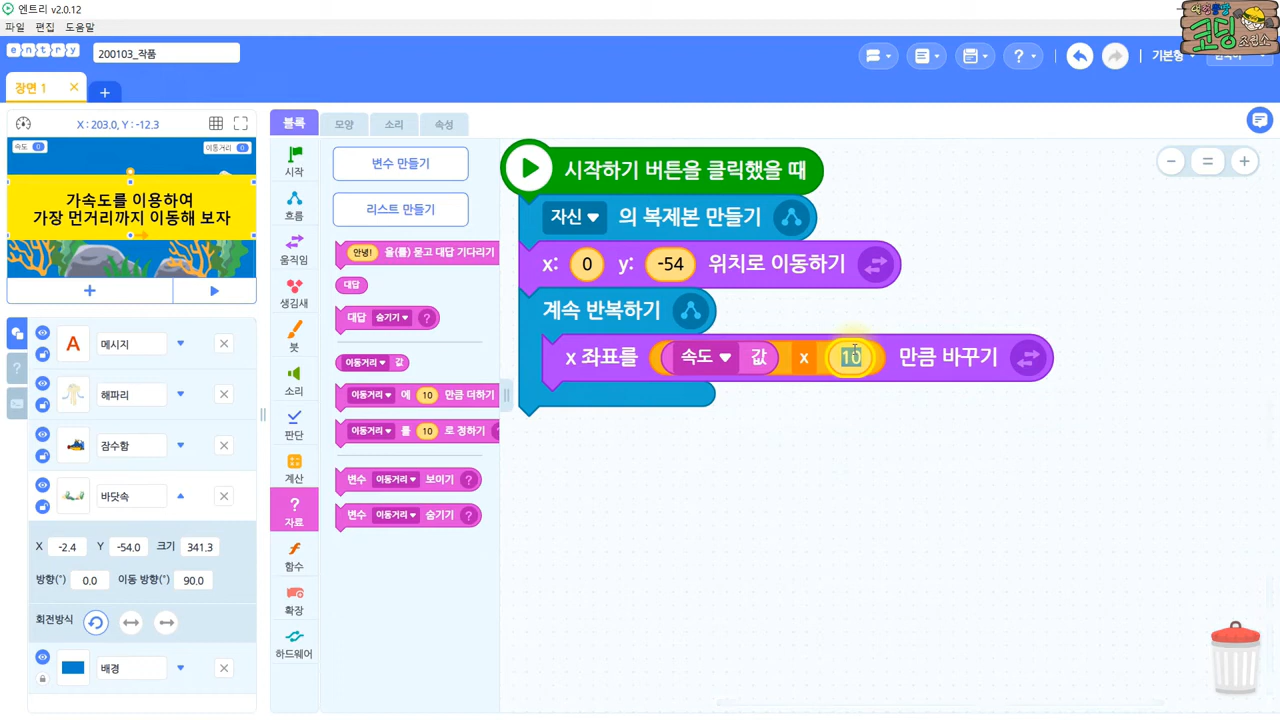 엔트리 v2.0.12
파일 편집 도움말
코딩
조립소
entry
200103_작품
?
기본형
장면 1
+
X : 203.0, Y : -12.3
속도 0
이동거리 0
가속도를 이용하여
가장 먼거리까지 이동해 보자
+
A 메시지
해파리
잠수함
바닷속
X -2.4 Y -54.0 크기 341.3
방향(°) 0.0 이동 방향(°) 90.0
회전방식
배경
블록 모양 소리 속성
시작
흐름
움직임
생김새
붓
소리
판단
계산
?
자료
함수
확장
하드웨어
변수 만들기
리스트 만들기
안녕! 을(를) 묻고 대답 기다리기
대답
대답 숨기기 ?
이동거리 값
이동거리 에 10 만큼 더하기
이동거리 를 10 로 정하기
변수 이동거리 보이기 ?
변수 이동거리 숨기기 ?
시작하기 버튼을 클릭했을 때
자신 의 복제본 만들기
x: 0 y: -54 위치로 이동하기
계속 반복하기
x 좌표를 속도 값 x 10 만큼 바꾸기
− = +